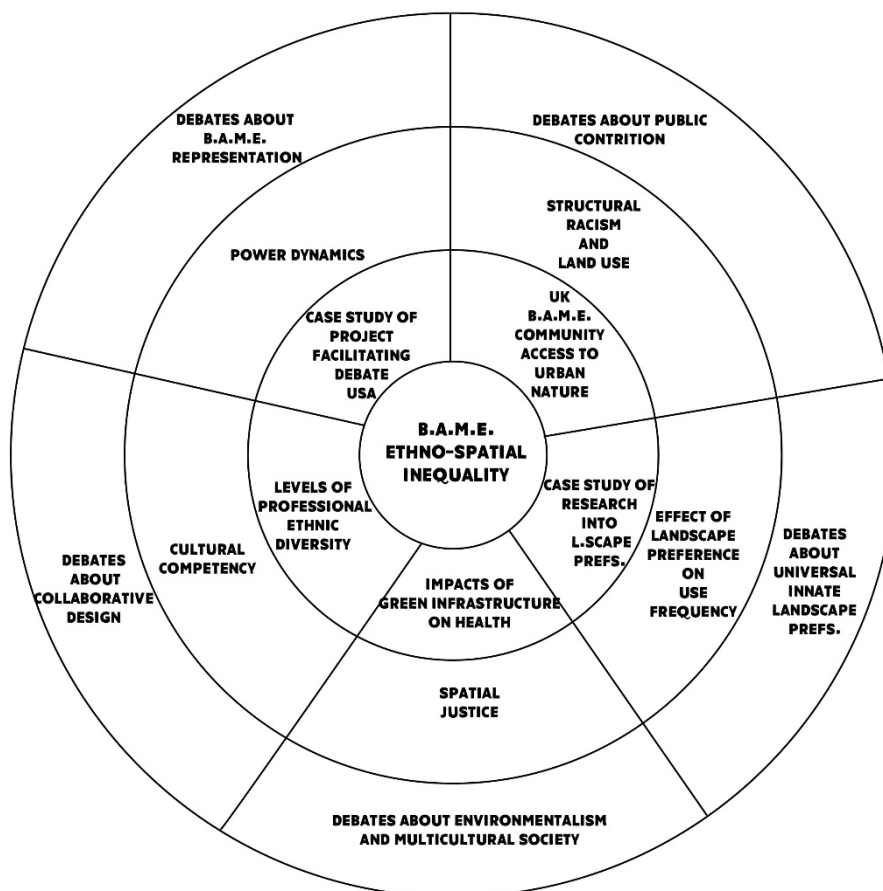 DEBATES ABOUT
B.A.M.E.
REPRESENTATION
DEBATES ABOUT PUBLIC
CONTRITION
POWER DYNAMICS
STRUCTURAL
RACISM
AND
LAND USE
CASE STUDY OF
PROJECT
FACILITATING
DEBATE
USA
UK
B.A.M.E.
COMMUNITY
ACCESS TO
URBAN
NATURE
B.A.M.E.
ETHNO-SPATIAL
INEQUALITY
LEVELS OF
PROFESSIONAL
ETHNIC
DIVERSITY
CASE STUDY OF
RESEARCH
INTO
L.SCAPE
PREFS.
EFFECT OF
LANDSCAPE
PREFERENCE
ON
USE
FREQUENCY
DEBATES
ABOUT
UNIVERSAL
INNATE
LANDSCAPE
PREFS.
DEBATES
ABOUT
COLLABORATIVE
DESIGN
CULTURAL
COMPETENCY
IMPACTS OF
GREEN INFRASTRUCTURE
ON HEALTH
SPATIAL
JUSTICE
DEBATES ABOUT ENVIRONMENTALISM
AND MULTICULTURAL SOCIETY